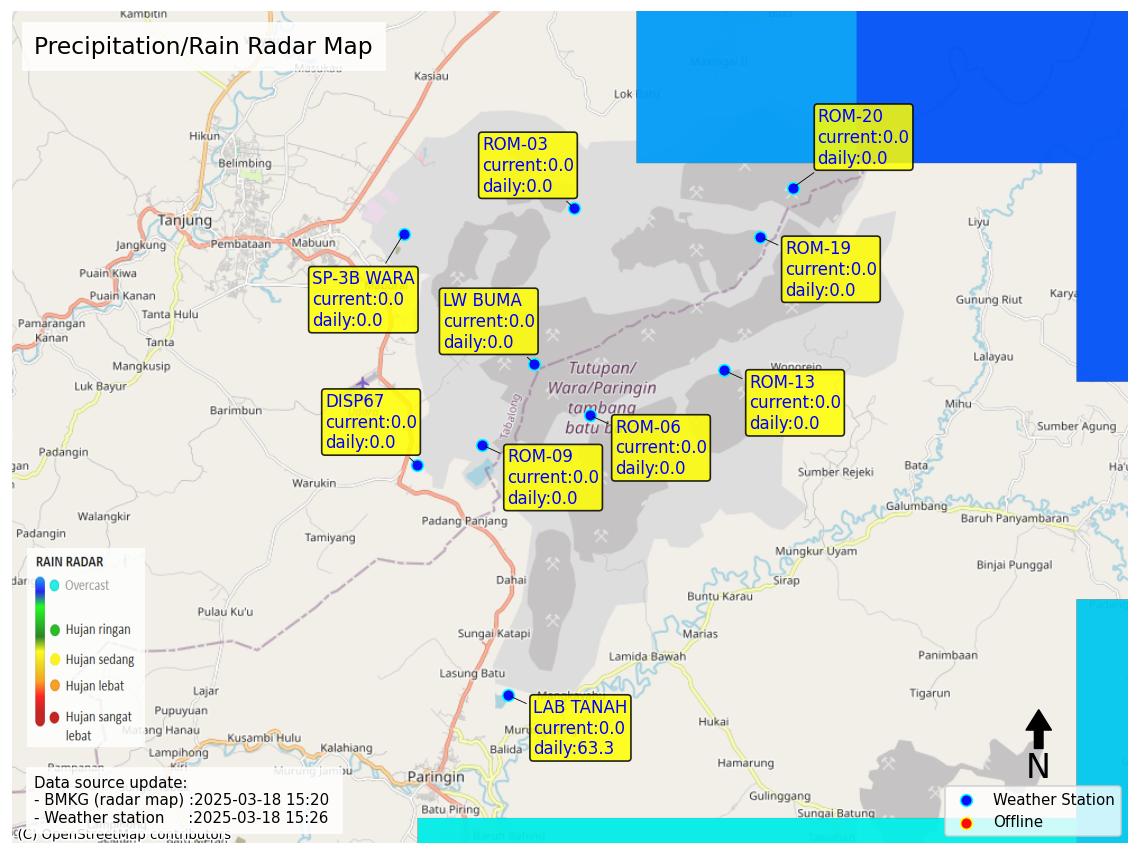 Kambitin
Precipitation/Rain Radar Map
Masukau
Kasiau
Maangai II
Lok Batu
Hikun
ROM-20
current:0.0
daily:0.0
ROM-03
current:0.0
daily:0.0
Belimbing
Tanjung
Liyu
Jangkung
Pembataan
Mabuun
ROM-19
current:0.0
daily:0.0
Puain Kiwa
SP-3B WARA
current:0.0
daily:0.0
Puain Kanan
LW BUMA
current:0.0
daily:0.0
Gunung Riut
Karya
Tanta Hulu
Pamarangan
Kanan
Tanta
Mangkusip
Lalayau
Wonorejo
Tutupan/
Wara/Paringin
tambang
batu b
Luk Bayur
ROM-13
current:0.0
daily:0.0
DISP67
current:0.0
daily:0.0
Barimbun
Tabalong
Mihu
ROM-06
current:0.0
daily:0.0
Sumber Agung
Padangin
ROM-09
current:0.0
daily:0.0
gan
Bata
Ha'u
Sumber Rejeki
Warukin
Galumbang
Walangkir
Padang Panjang
Baruh Panyambaran
Padangin
Tamiyang
Mungkur Uyam
Binjai Punggal
RAIN RADAR
Overcast
Hujan ringan
Hujan sedang
Hujan lebat
Hujan sangat
lebat
Dahai
Sirap
Buntu Karau
Pulau Ku'u
Sungai Katapi
Marias
Lamida Bawah
Panimbaan
Lasung Batu
Lajar
Tigarun
Pupuyuan
LAB TANAH
current:0.0
daily:63.3
Hukai
Matang Hanau
Kusambi Hulu
Kalahiang
Balida
Lampihong
Hamarung
N
Murung Jambu
Paringin
Data source update:
- BMKG (radar map) :2025-03-18 15:20
- Weather station :2025-03-18 15:26
Gulinggang
Batu Piring
Sungai Batung
Weather Station
Offline
(C) OpenStreetMap contributors